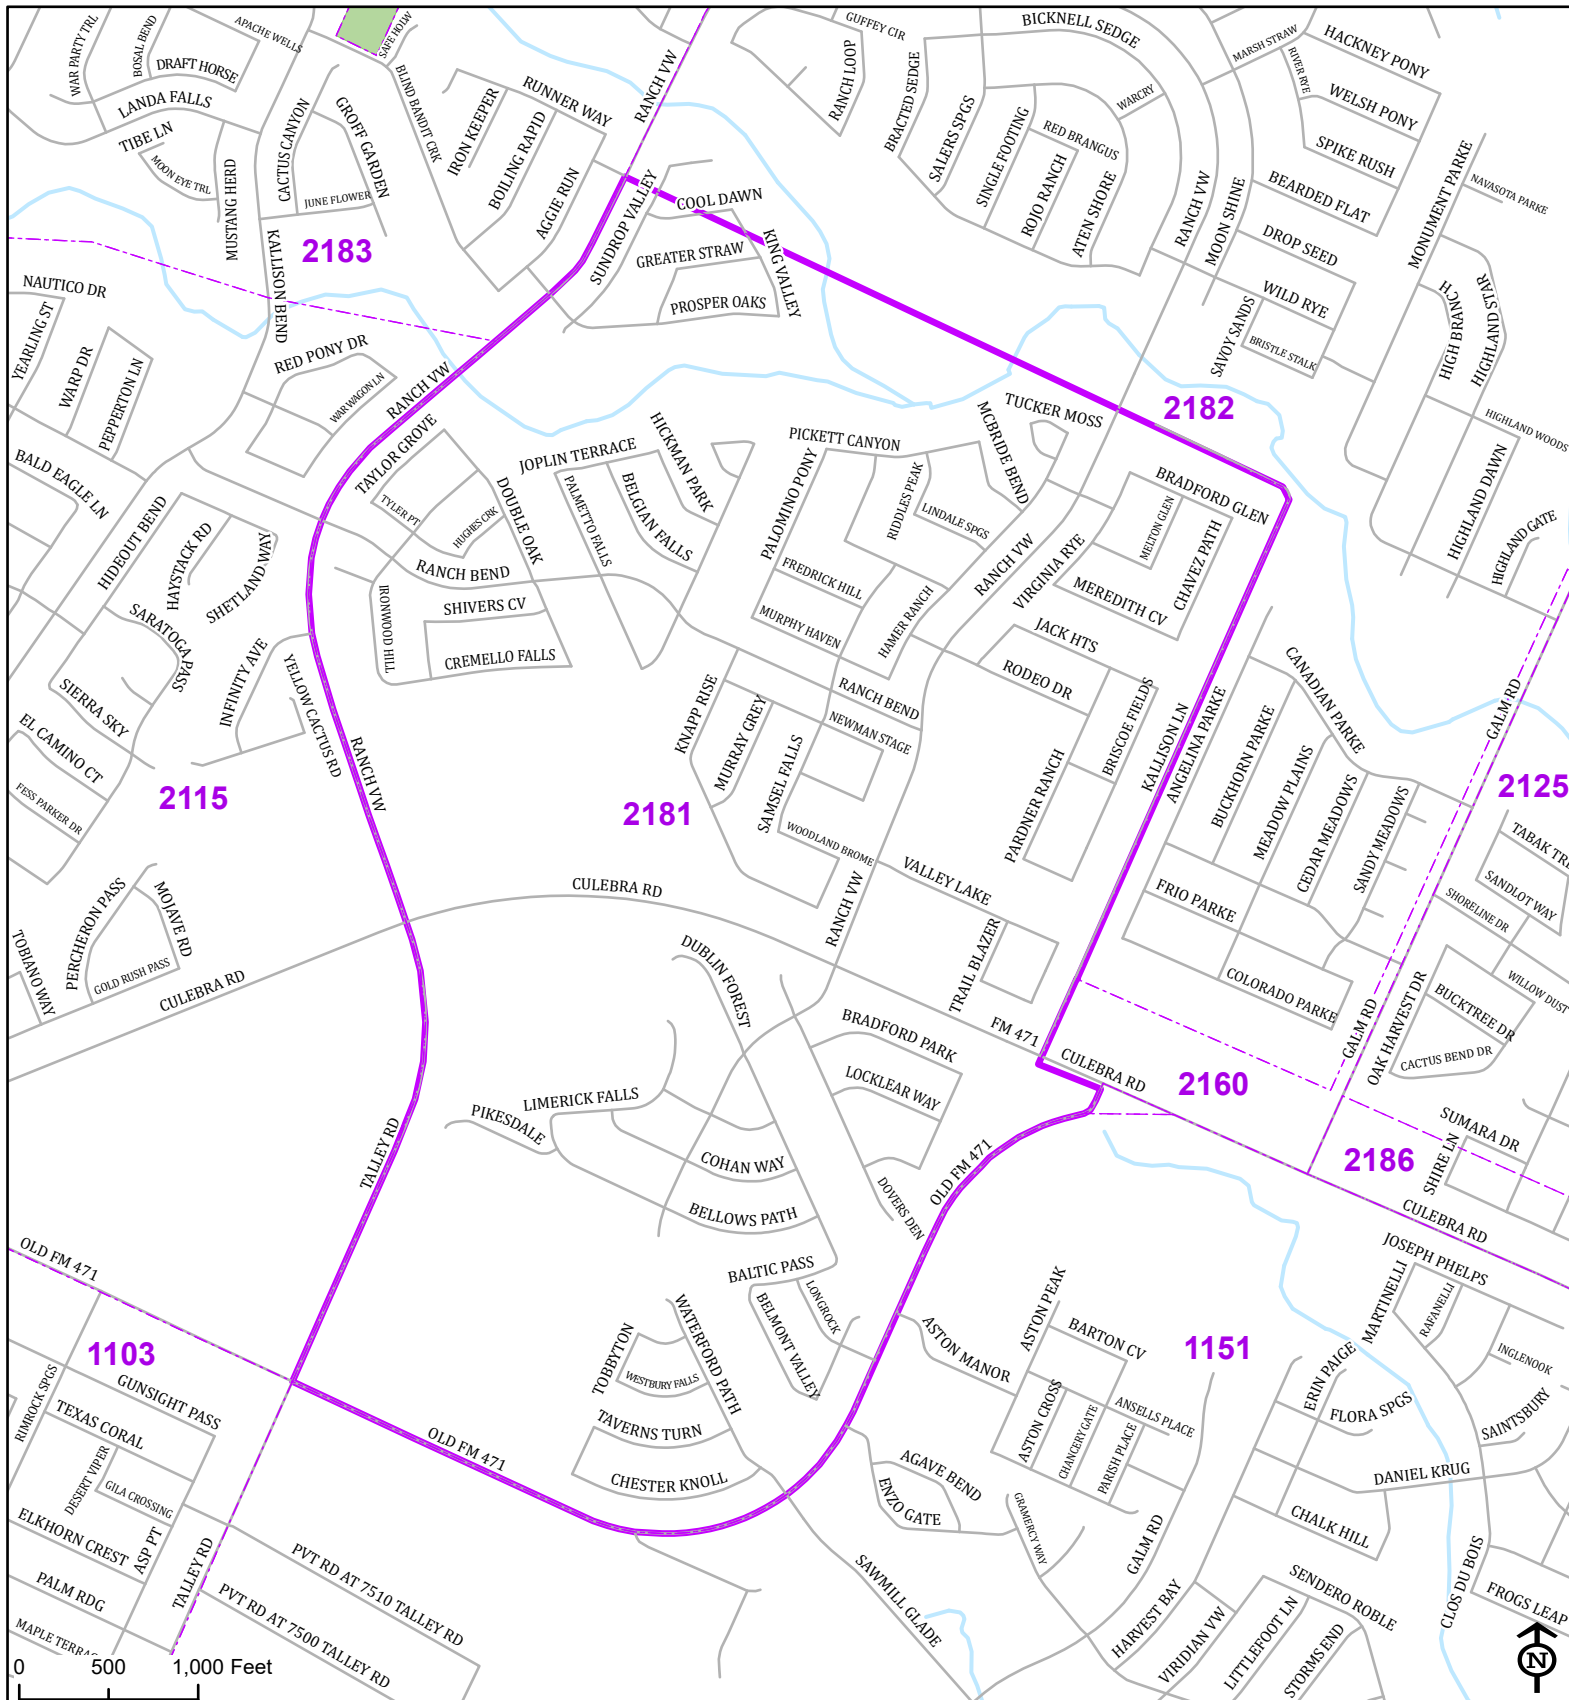 WAR PARTY TRL
BOSAL BEND
APACHE WELLS
SAFE HOLW
DRAFT HORSE
LANDA FALLS
TIBE LN
MOON EYE TRL
MUSTANG HERD
CACTUS CANYON
GROFF GARDEN
JUNE FLOWER
BLIND BANDIT CRK
IRON KEEPER
RUNNER WAY
BOILING RAPID
AGGIE RUN
RANCH VW
SUNDROP VALLEY
COOL DAWN
KING VALLEY
GREATER STRAW
PROSPER OAKS
GUFFEY CIR
RANCH LOOP
BRACTED SEDGE
BICKNELL SEDGE
SALERS SPGS
SINGLE FOOTING
RED BRANGUS
ROJO RANCH
ATEN SHORE
WARCRY
RANCH VW
MOON SHINE
MARSH STRAW
RIVER RYE
HACKNEY PONY
WELSH PONY
SPIKE RUSH
BEARDED FLAT
DROP SEED
WILD RYE
SAVOY SANDS
BRISTLE STALK
MONUMENT PARKE
NAVASOTA PARKE
HIGH BRANCH
HIGHLAND STAR
HIGHLAND WOODS
HIGHLAND DAWN
HIGHLAND GATE
2183
KALLISON BEND
NAUTICO DR
YEARLING ST
WARP DR
PEPPERTON LN
RED PONY DR
WAR WAGON LN
RANCH VW
BALD EAGLE LN
HIDEOUT BEND
HAYSTACK RD
SHETLAND WAY
SARATOGA PASS
SIERRA SKY
EL CAMINO CT
FESS PARKER DR
INFINITY AVE
YELLOW CACTUS RD
RANCH VW
2115
TAYLOR GROVE
TYLER PT
HUGHES CRK
DOUBLE OAK
RANCH BEND
IRONWOOD HILL
SHIVERS CV
CREMELLO FALLS
JOPLIN TERRACE
PALMETTO FALLS
BELGIAN FALLS
HICKMAN PARK
PICKETT CANYON
PALOMINO PONY
RIDDLES PEAK
LINDALE SPGS
MCBRIDE BEND
TUCKER MOSS
2182
FREDRICK HILL
MURPHY HAVEN
HAMER RANCH
RANCH VW
VIRGINIA RYE
BRADFORD GLEN
MELTON GLEN
CHAVEZ PATH
MEREDITH CV
JACK HTS
RODEO DR
BRISCOE FIELDS
PARDNER RANCH
KNAPP RISE
RANCH BEND
NEWMAN STAGE
MURRAY GREY
SAMSEL FALLS
WOODLAND BROME
2181
KALLISON LN
ANGELINA PARKE
BUCKHORN PARKE
CANADIAN PARKE
MEADOW PLAINS
CEDAR MEADOWS
SANDY MEADOWS
GALM RD
2125
FRIO PARKE
COLORADO PARKE
TABAK TRL
SANDLOT WAY
SHORELINE DR
WILLOW DUST
BUCKTREE DR
CACTUS BEND DR
OAK HARVEST DR
GALM RD
PERCHERON PASS
MOJAVE RD
GOLD RUSH PASS
TOBIANO WAY
CULEBRA RD
CULEBRA RD
VALLEY LAKE
RANCH VW
TRAIL BLAZER
FM 471
CULEBRA RD
2160
2186
SUMARA DR
SHIRE LN
CULEBRA RD
DUBLIN FOREST
BRADFORD PARK
LOCKLEAR WAY
LIMERICK FALLS
PIKESDALE
COHAN WAY
BELLOWS PATH
DOVERS DEN
OLD FM 471
TALLEY RD
OLD FM 471
BALTIC PASS
BELMONT VALLEY
LONGROCK
TOBBYTON
WESTBURY FALLS
WATERFORD PATH
TAVERNS TURN
CHESTER KNOLL
OLD FM 471
ASTON MANOR
ASTON PEAK
BARTON CV
ASTON CROSS
CHANCERY GATE
ANSELLS PLACE
PARISH PLACE
1151
JOSEPH PHELPS
MARTINELLI
RAFANELLI
ERIN PAIGE
INGLENOOK
FLORA SPGS
SAINTSBURY
DANIEL KRUG
CHALK HILL
AGAVE BEND
ENZO GATE
GRAMERCY WAY
GALM RD
SAWMILL GLADE
HARVEST BAY
VIRIDIAN VW
LITTLEFOOT LN
SENDERO ROBLE
STORMS END
CLOS DU BOIS
FROGS LEAP
1103
RIMROCK SPGS
GUNSIGHT PASS
TEXAS CORAL
DESERT VIPER
GILA CROSSING
ELKHORN CREST
ASP PT
PALM RDG
TALLEY RD
PVT RD AT 7510 TALLEY RD
PVT RD AT 7500 TALLEY RD
0 500 1,000 Feet
N